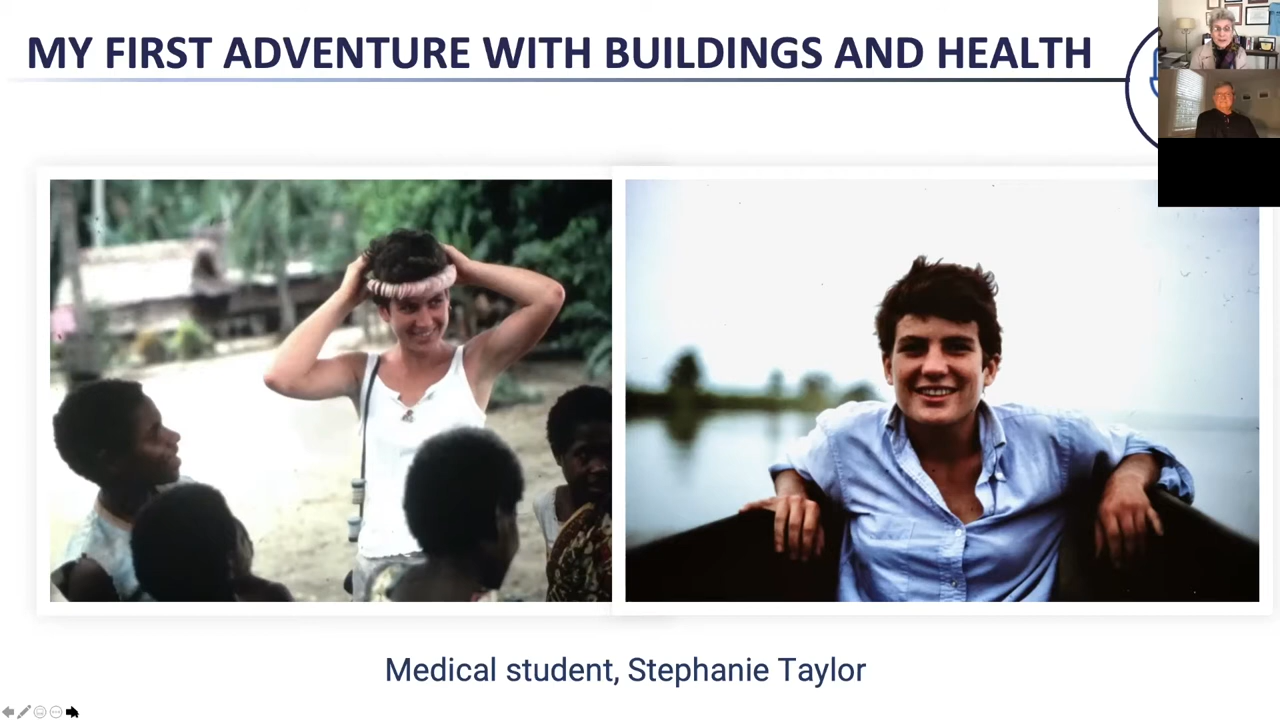 MY FIRST ADVENTURE WITH BUILDINGS AND HEALTH
Medical student, Stephanie Taylor